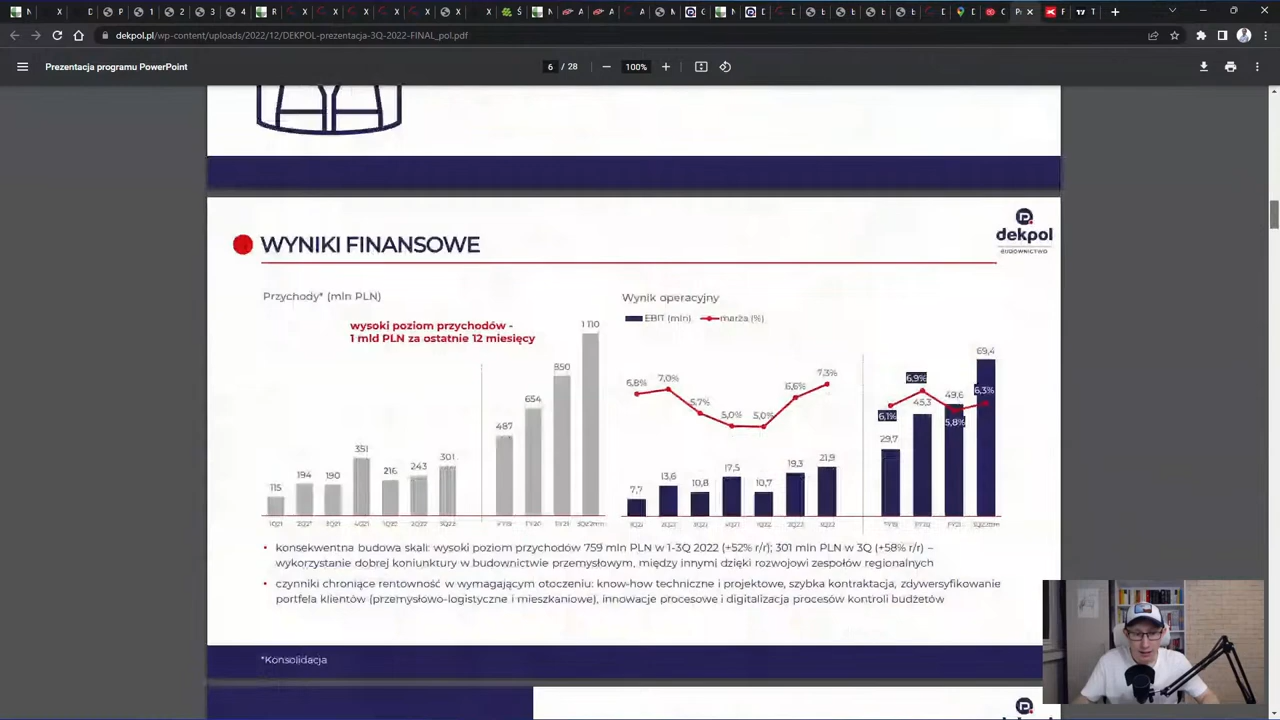 dekpol.pl/wp-content/uploads/2022/12/DEKPOL-prezentacja-3Q-2022-FINAL_pol.pdf
Prezentacja programu PowerPoint
6 / 28
100%
dekpol
BUDOWNICTWO
WYNIKI FINANSOWE
Przychody* (mln PLN)
wysoki poziom przychodów -
1 mld PLN za ostatnie 12 miesięcy
115 194 190 351 216 243 301
487 654 850 1 110
1Q21 2Q21 3Q21 4Q21 1Q22 2Q22 3Q22
Wynik operacyjny
EBIT (mln) marża (%)
6,8% 7,0% 5,7% 5,0% 5,0% 6,6% 7,3%
7,7 13,6 10,8 17,5 10,7 19,3 21,9
6,1% 6,9% 5,8% 6,3%
29,7 45,3 49,6 69,4
• konsekwentna budowa skali: wysoki poziom przychodów 759 mln PLN w 1-3Q 2022 (+52% r/r); 301 mln PLN w 3Q (+58% r/r) –
wykorzystanie dobrej koniunktury w budownictwie przemysłowym, między innymi dzięki rozwojowi zespołów regionalnych
• czynniki chroniące rentowność w wymagającym otoczeniu: know-how techniczne i projektowe, szybka kontraktacja, zdywersyfikowanie
portfela klientów (przemysłowo-logistyczne i mieszkaniowe), innowacje procesowe i digitalizacja procesów kontroli budżetów
*Konsolidacja